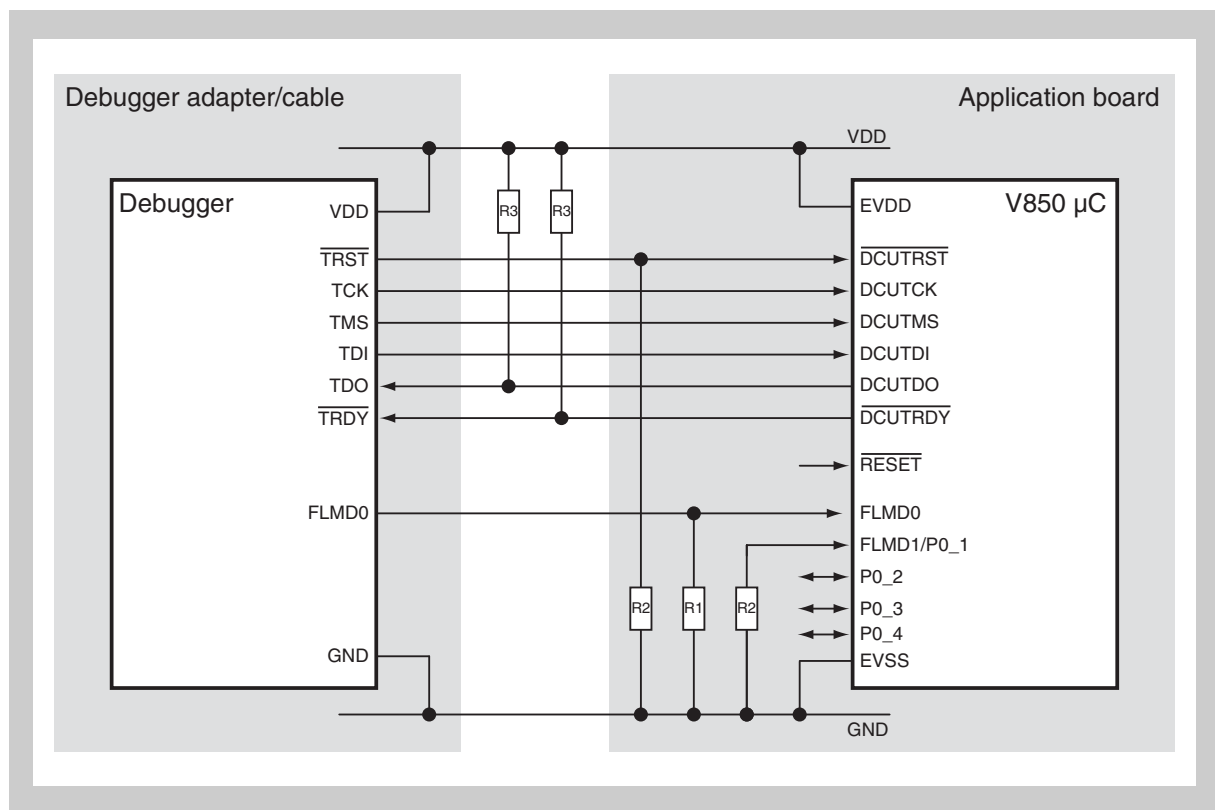 Debugger adapter/cable
Application board
VDD
Debugger
V850 µC
VDD
R3
R3
EVDD
TRST
DCUTRST
TCK
DCUTCK
TMS
DCUTMS
TDI
DCUTDI
TDO
DCUTDO
TRDY
DCUTRDY
RESET
FLMD0
FLMD0
FLMD1/P0_1
P0_2
R2
R1
R2
P0_3
P0_4
GND
EVSS
GND